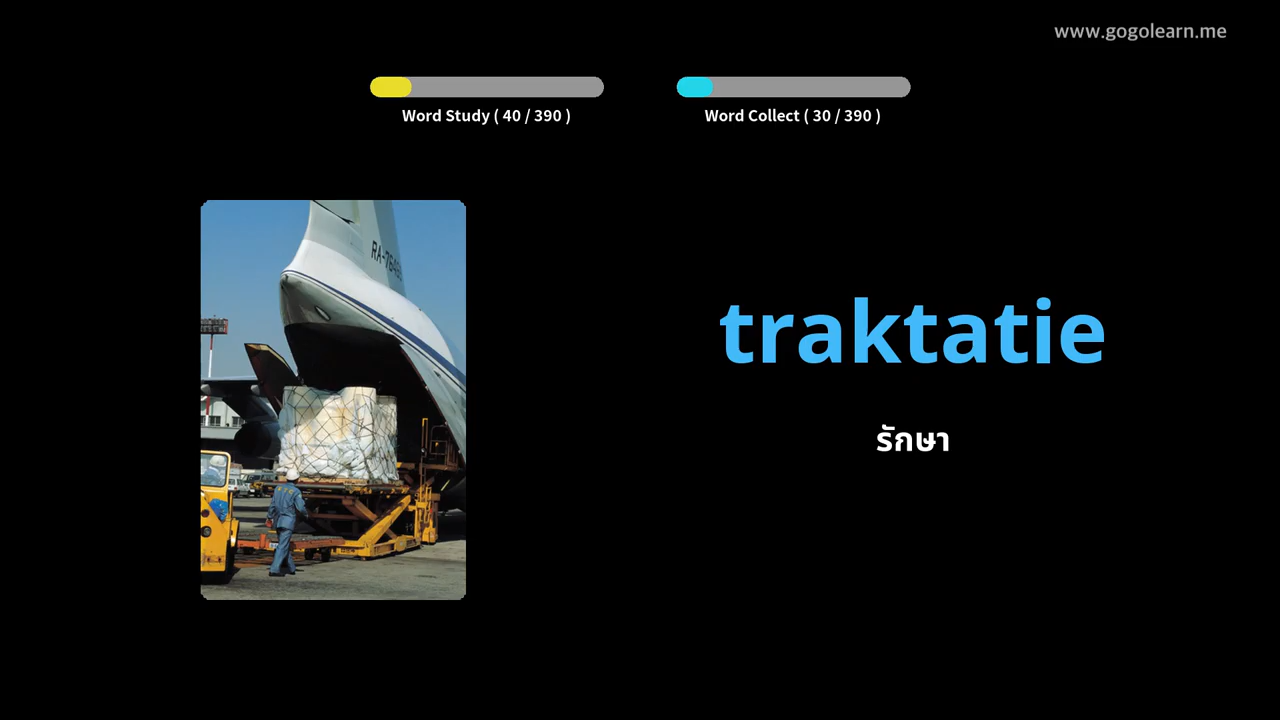 www.gogolearn.me
Word Study ( 40 / 390 )
Word Collect ( 30 / 390 )
traktatie
รักษา